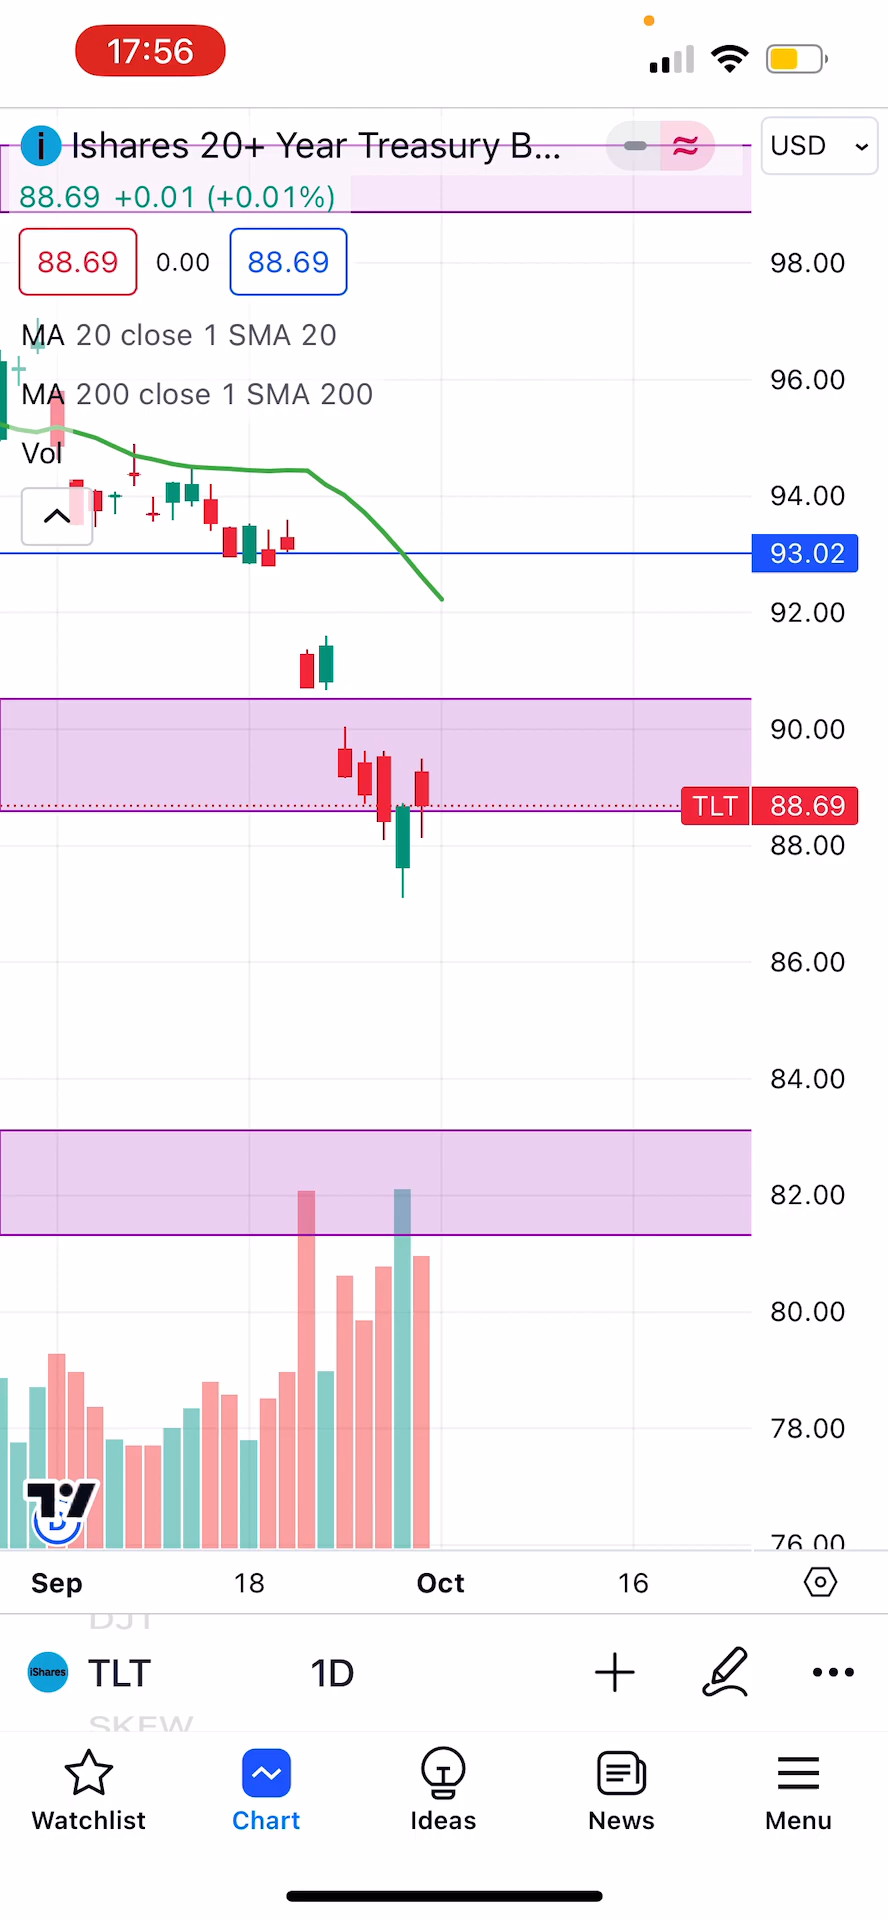 17:56
Ishares 20+ Year Treasury B...
USD
88.69 +0.01 (+0.01%)
88.69 0.00 88.69
98.00
MA 20 close 1 SMA 20
96.00
MA 200 close 1 SMA 200
Vol
94.00
93.02
92.00
90.00
TLT 88.69
88.00
86.00
84.00
82.00
80.00
78.00
76.00
Sep 18 Oct 16
DJT
iShares TLT 1D
SKEW
Watchlist Chart Ideas News Menu